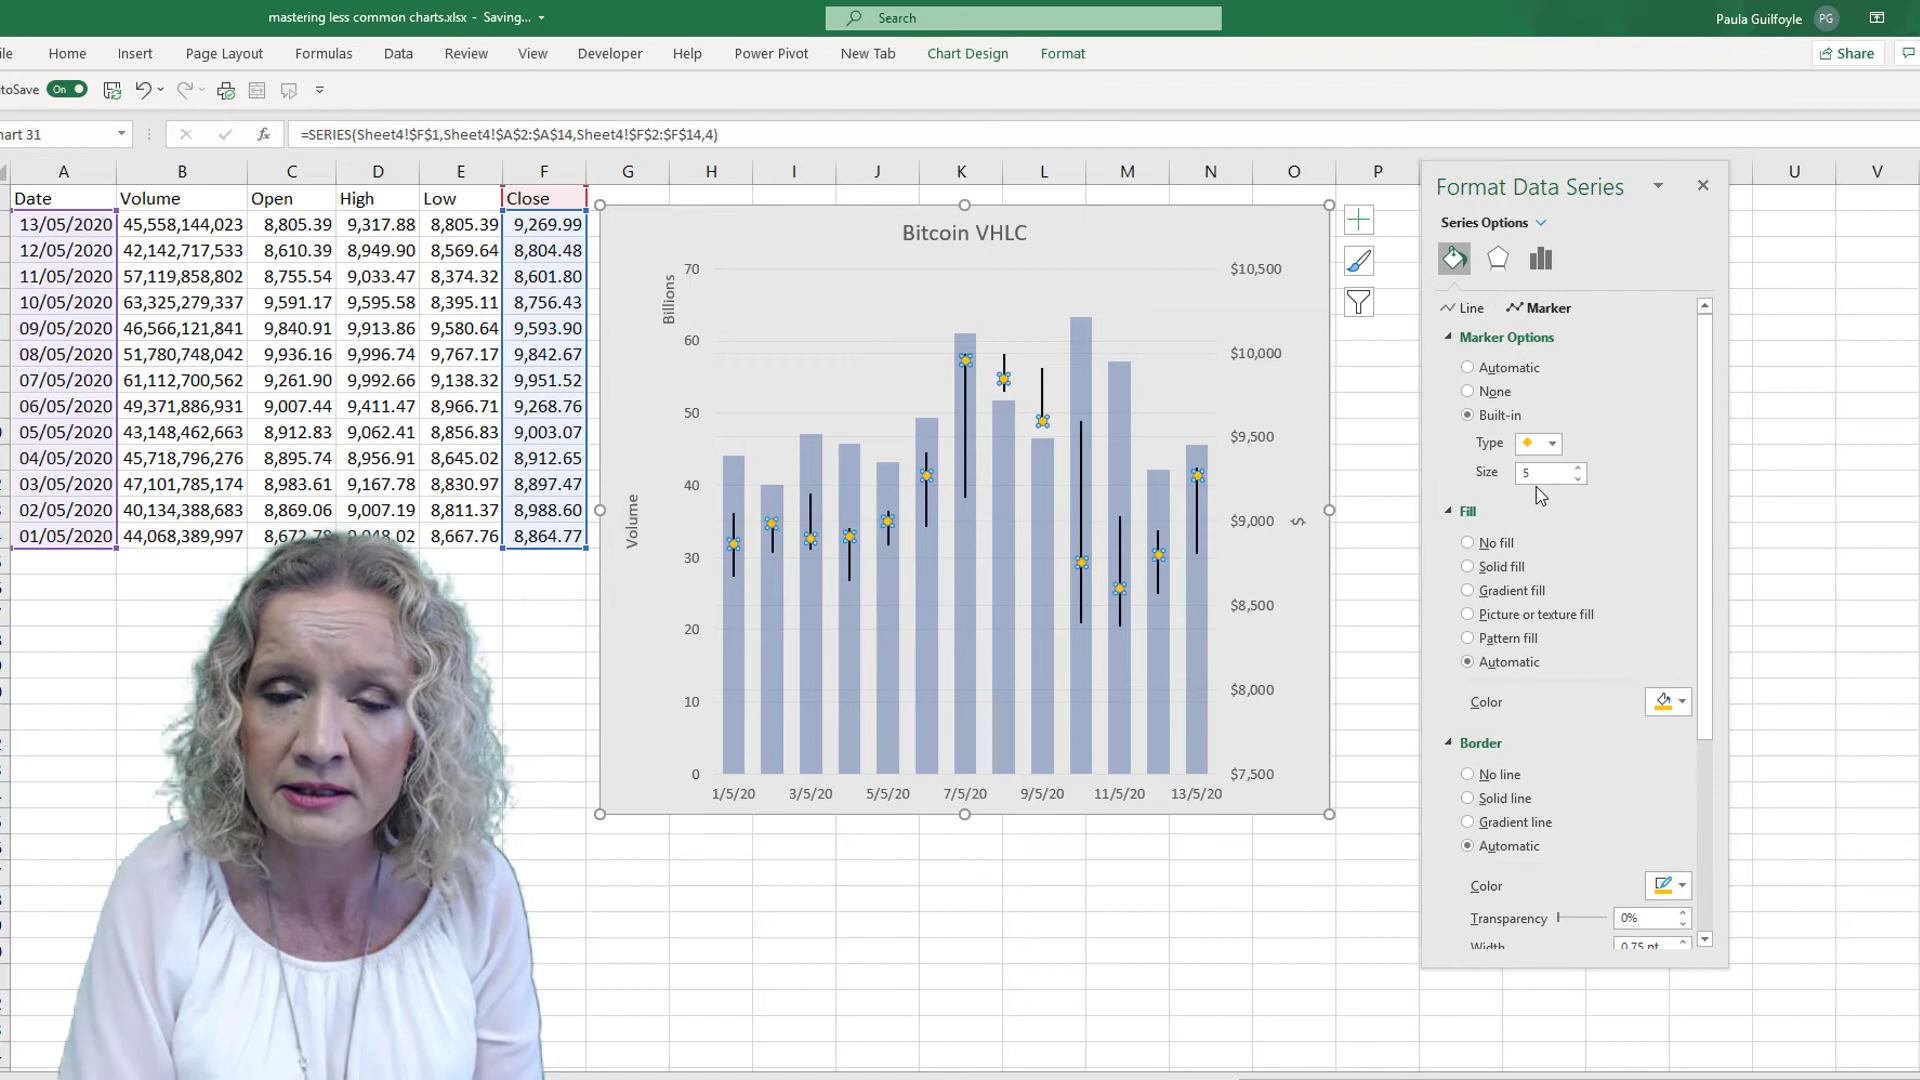 mastering less common charts.xlsx - Saving...
Search
Paula Guilfoyle PG
ile Home Insert Page Layout Formulas Data Review View Developer Help Power Pivot New Tab Chart Design Format Share
utoSave On
hart 31 fx =SERIES(Sheet4!$F$1,Sheet4!$A$2:$A$14,Sheet4!$F$2:$F$14,4)
A B C D E F G H I J K L M N O P U V
Date Volume Open High Low Close
13/05/2020 45,558,144,023 8,805.39 9,317.88 8,805.39 9,269.99
12/05/2020 42,142,717,533 8,610.39 8,949.90 8,569.64 8,804.48
11/05/2020 57,119,858,802 8,755.54 9,033.47 8,374.32 8,601.80
10/05/2020 63,325,279,337 9,591.17 9,595.58 8,395.11 8,756.43
09/05/2020 46,566,121,841 9,840.91 9,913.86 9,580.64 9,593.90
08/05/2020 51,780,748,042 9,936.16 9,996.74 9,767.17 9,842.67
07/05/2020 61,112,700,562 9,261.90 9,992.66 9,138.32 9,951.52
06/05/2020 49,371,886,931 9,007.44 9,411.47 8,966.71 9,268.76
05/05/2020 43,148,462,663 8,912.83 9,062.41 8,856.83 9,003.07
04/05/2020 45,718,796,276 8,895.74 8,956.91 8,645.02 8,912.65
03/05/2020 47,101,785,174 8,983.61 9,167.78 8,830.97 8,897.47
02/05/2020 40,134,388,683 8,869.06 9,007.19 8,811.37 8,988.60
01/05/2020 44,068,389,997 8,667.76 8,864.77
Bitcoin VHLC
Billions
Volume
70
60
50
40
30
20
10
0
$10,500
$10,000
$9,500
$9,000
$8,500
$8,000
$7,500
$
1/5/20 3/5/20 5/5/20 7/5/20 9/5/20 11/5/20 13/5/20
Format Data Series
Series Options
Line Marker
Marker Options
Automatic
None
Built-in
Type
Size 5
Fill
No fill
Solid fill
Gradient fill
Picture or texture fill
Pattern fill
Automatic
Color
Border
No line
Solid line
Gradient line
Automatic
Color
Transparency 0%
Width 0.75 pt